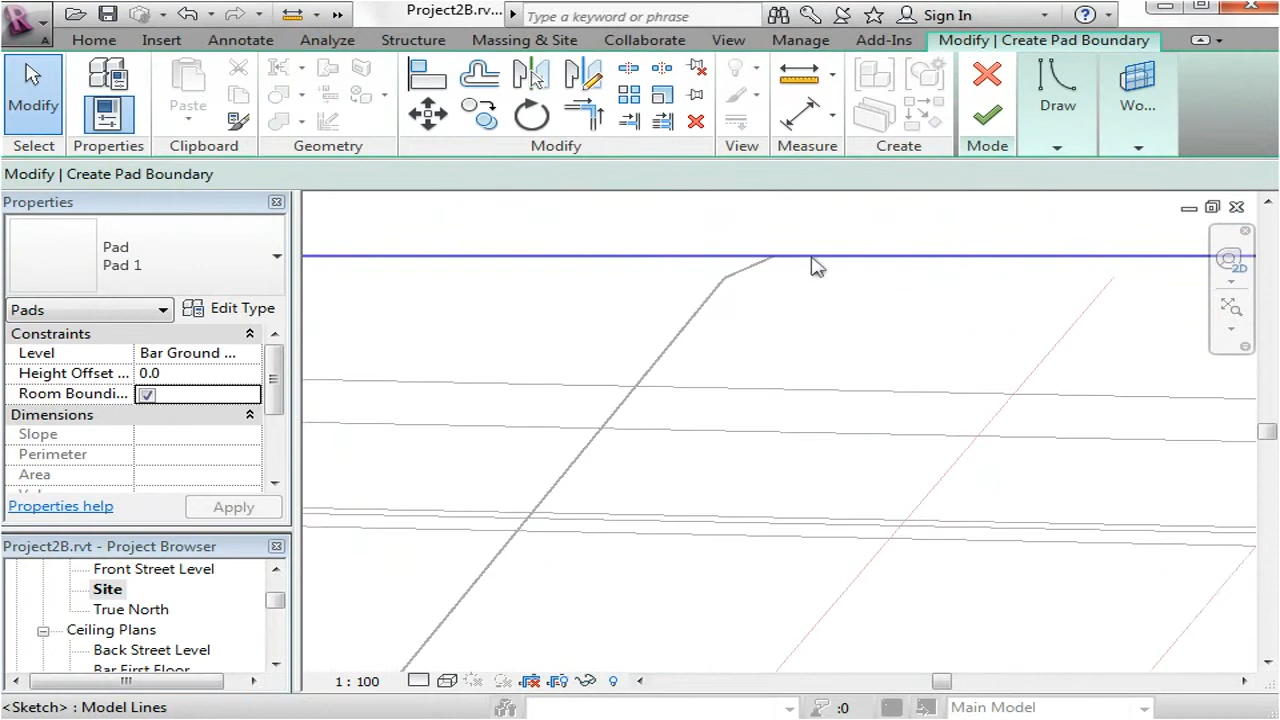 Project2B.rv...
Type a keyword or phrase
Sign In
Home Insert Annotate Analyze Structure Massing & Site Collaborate View Manage Add-Ins Modify | Create Pad Boundary
Modify
Paste
Draw
Wo...
Select Properties Clipboard Geometry Modify View Measure Create Mode
Modify | Create Pad Boundary
Properties
Pad
Pad 1
Pads
Edit Type
Constraints
Level Bar Ground ...
Height Offset ... 0.0
Room Boundi...
Dimensions
Slope
Perimeter
Area
Properties help
Apply
Project2B.rvt - Project Browser
Front Street Level
Site
True North
Ceiling Plans
Back Street Level
Bar First Floor
2D
1 : 100
<Sketch> : Model Lines
:0
Main Model